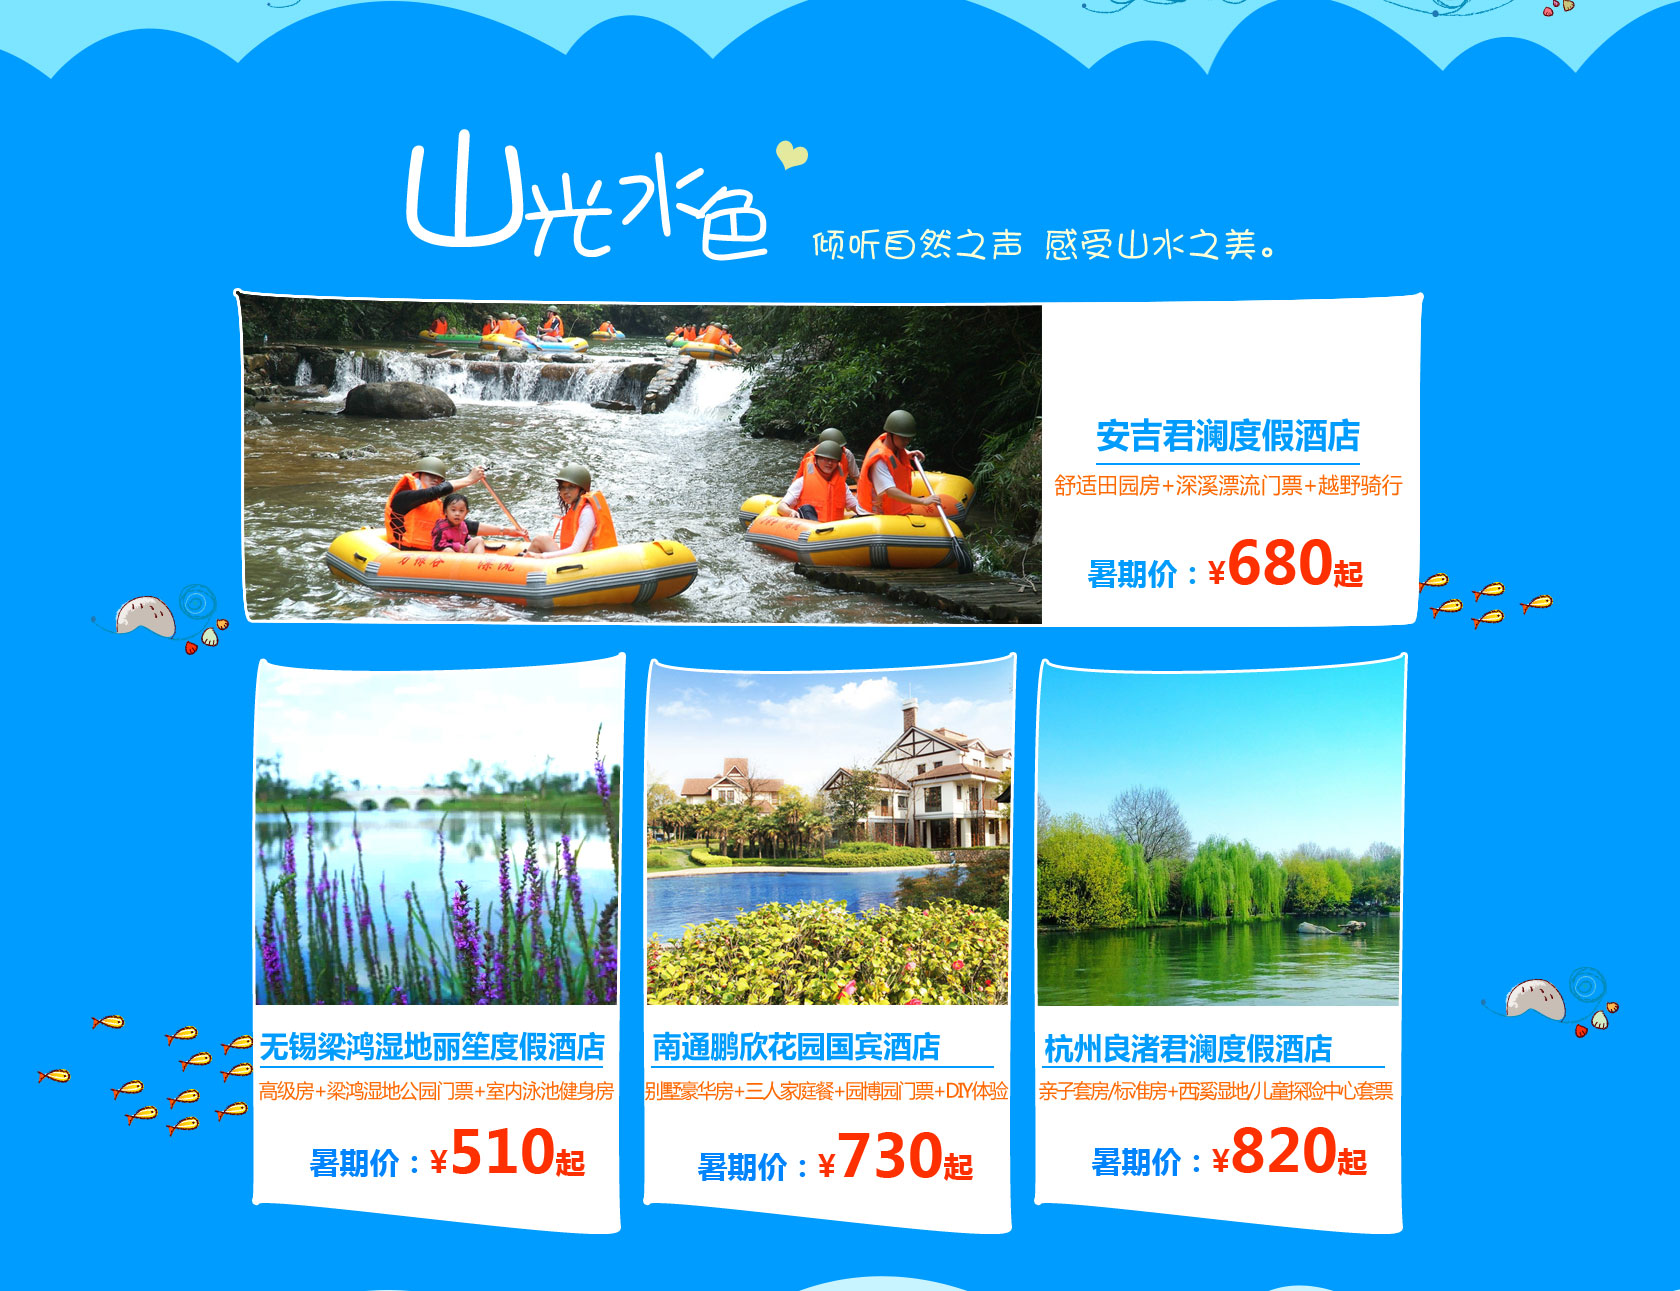 山光水色
倾听自然之声 感受山水之美。
安吉君澜度假酒店
舒适田园房+深溪漂流门票+越野骑行
暑期价：¥680起
漂流
无锡梁鸿湿地丽笙度假酒店
高级房+梁鸿湿地公园门票+室内泳池健身房
暑期价：¥510起
南通鹏欣花园国宾酒店
别墅豪华房+三人家庭餐+园博园门票+DIY体验
暑期价：¥730起
杭州良渚君澜度假酒店
亲子套房/标准房+西溪湿地/儿童探险中心套票
暑期价：¥820起